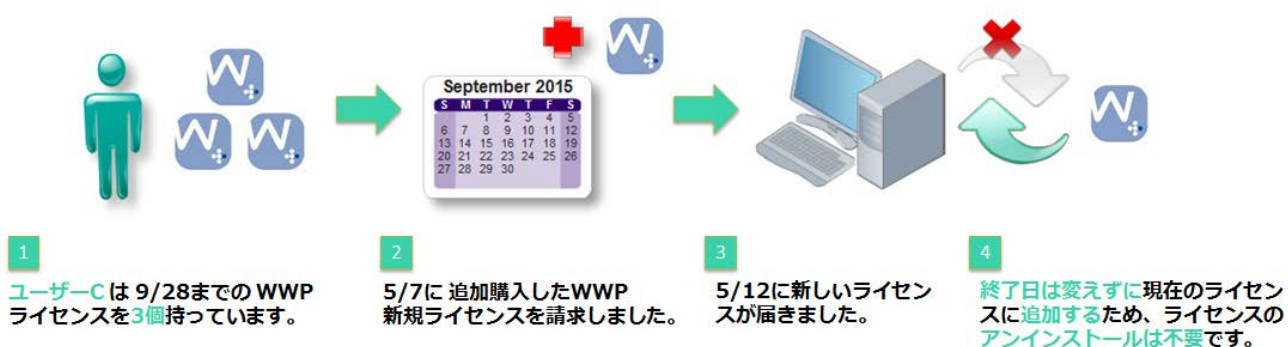 September 2015
S M T W T F S
1 2 3 4 5
6 7 8 9 10 11 12
13 14 15 16 17 18 19
20 21 22 23 24 25 26
27 28 29 30
1
ユーザーC は 9/28までの WWP
ライセンスを3個持っています。
2
5/7に 追加購入したWWP
新規ライセンスを請求しました。
3
5/12に新しいライセン
スが届きました。
4
終了日は変えずに現在のライセン
スに追加するため、ライセンスの
アンインストールは不要です。